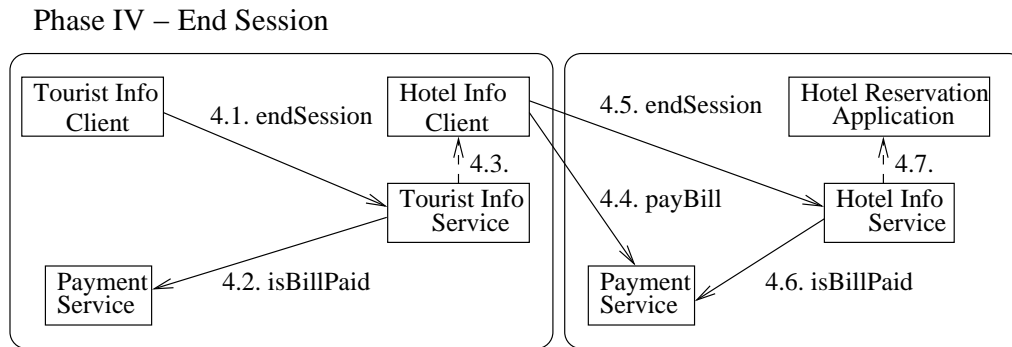 Phase IV – End Session
Tourist Info
Client
4.1. endSession
Hotel Info
Client
4.3.
Tourist Info
Service
4.2. isBillPaid
Payment
Service
4.5. endSession
Hotel Reservation
Application
4.7.
4.4. payBill
Hotel Info
Service
Payment
Service
4.6. isBillPaid